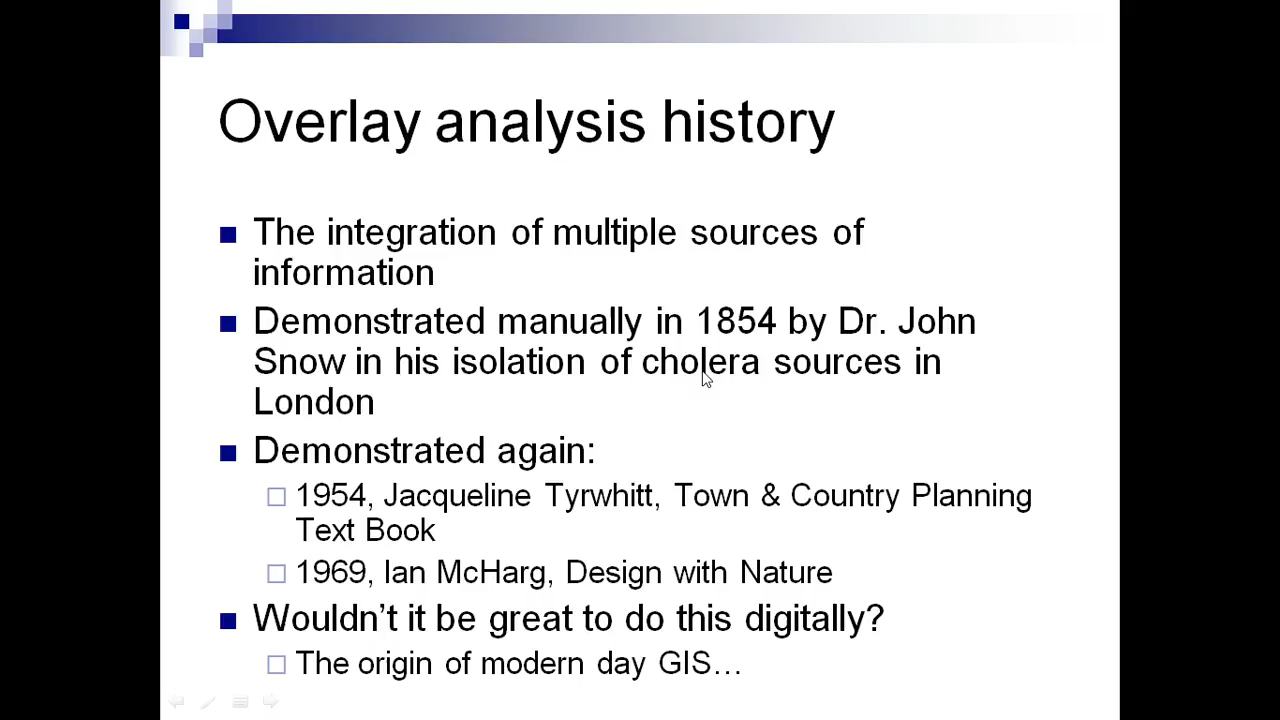 Overlay analysis history
The integration of multiple sources of
information
Demonstrated manually in 1854 by Dr. John
Snow in his isolation of cholera sources in
London
Demonstrated again:
1954, Jacqueline Tyrwhitt, Town & Country Planning
Text Book
1969, Ian McHarg, Design with Nature
Wouldn’t it be great to do this digitally?
The origin of modern day GIS…